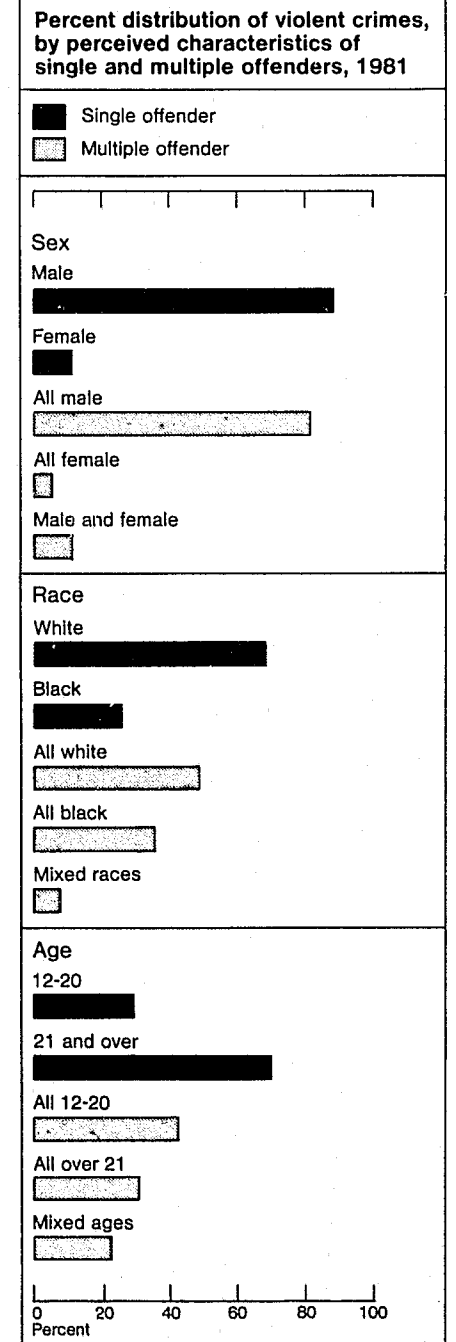 Percent distribution of violent crimes,
by perceived characteristics of
single and multiple offenders, 1981
Single offender
Multiple offender
Sex
Male
Female
All male
All female
Male and female
Race
White
Black
All white
All black
Mixed races
Age
12-20
21 and over
All 12-20
All over 21
Mixed ages
0 20 40 60 80 100
Percent